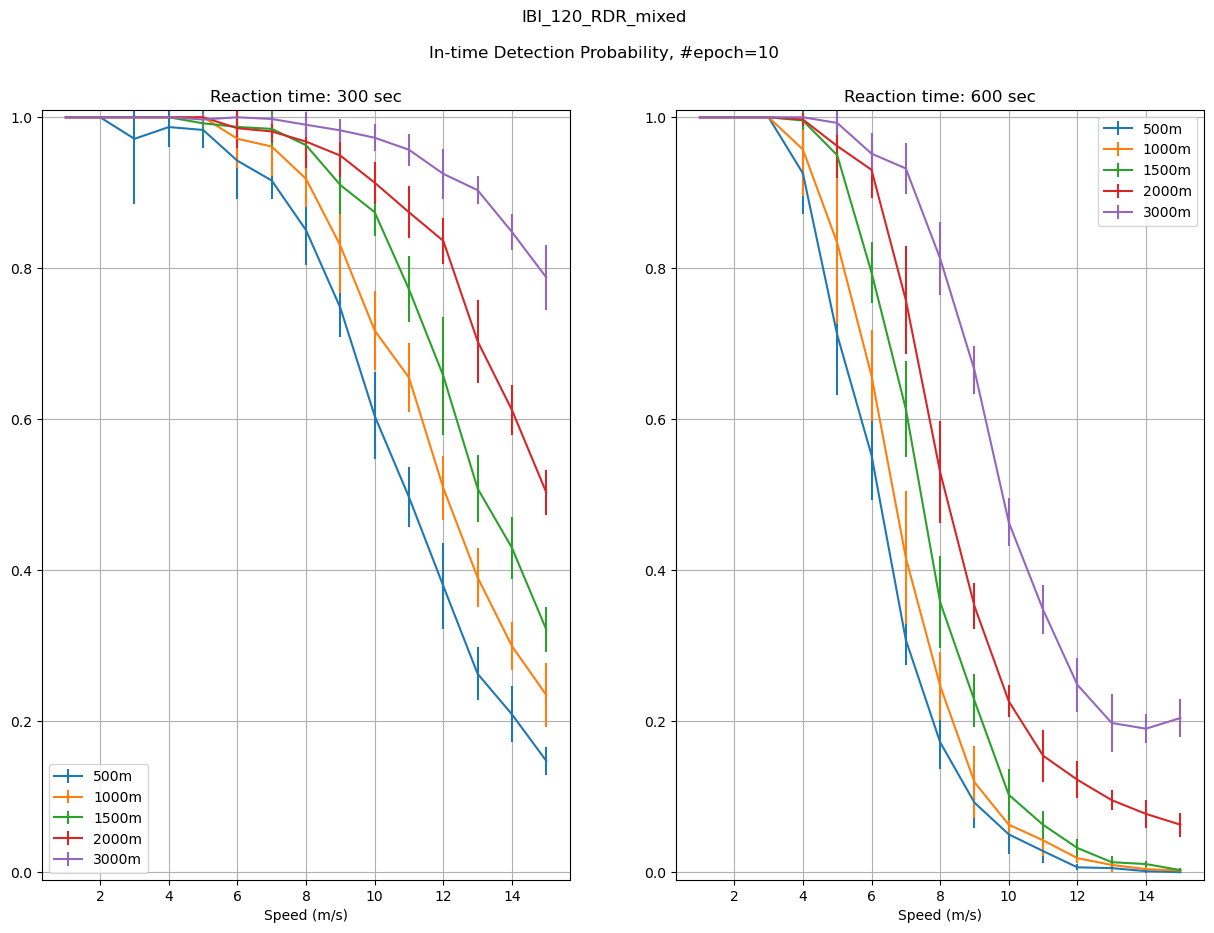 IBI_120_RDR_mixed
In-time Detection Probability, #epoch=10
Reaction time: 300 sec
1.0
0.8
0.6
0.4
0.2
0.0
2 4 6 8 10 12 14
Speed (m/s)
500m
1000m
1500m
2000m
3000m
Reaction time: 600 sec
1.0
0.8
0.6
0.4
0.2
0.0
2 4 6 8 10 12 14
Speed (m/s)
500m
1000m
1500m
2000m
3000m